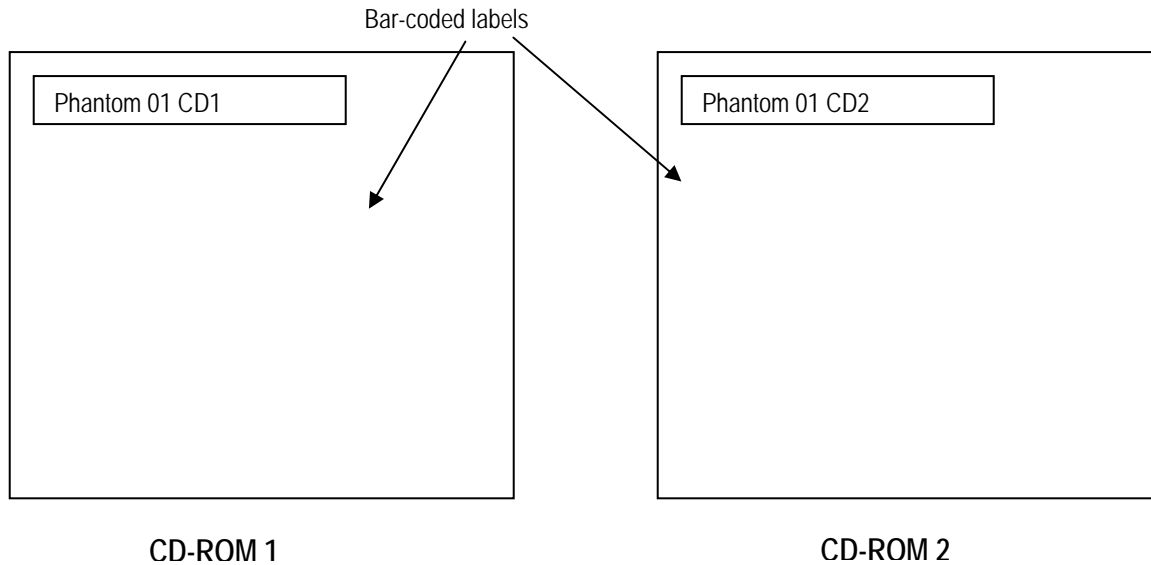 Bar-coded labels
Phantom 01 CD1
Phantom 01 CD2
CD-ROM 1
CD-ROM 2